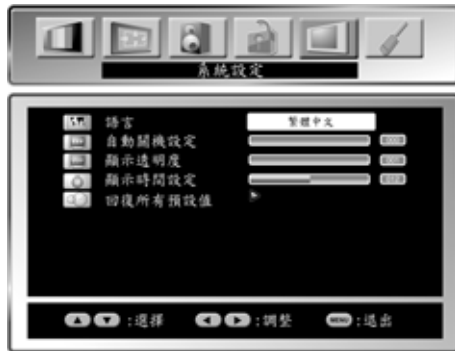 系統設定
語言 繁體中文
自動關機設定
顯示透明度
顯示時間設定
回復所有預設值
:選擇 :調整 MENU :退出